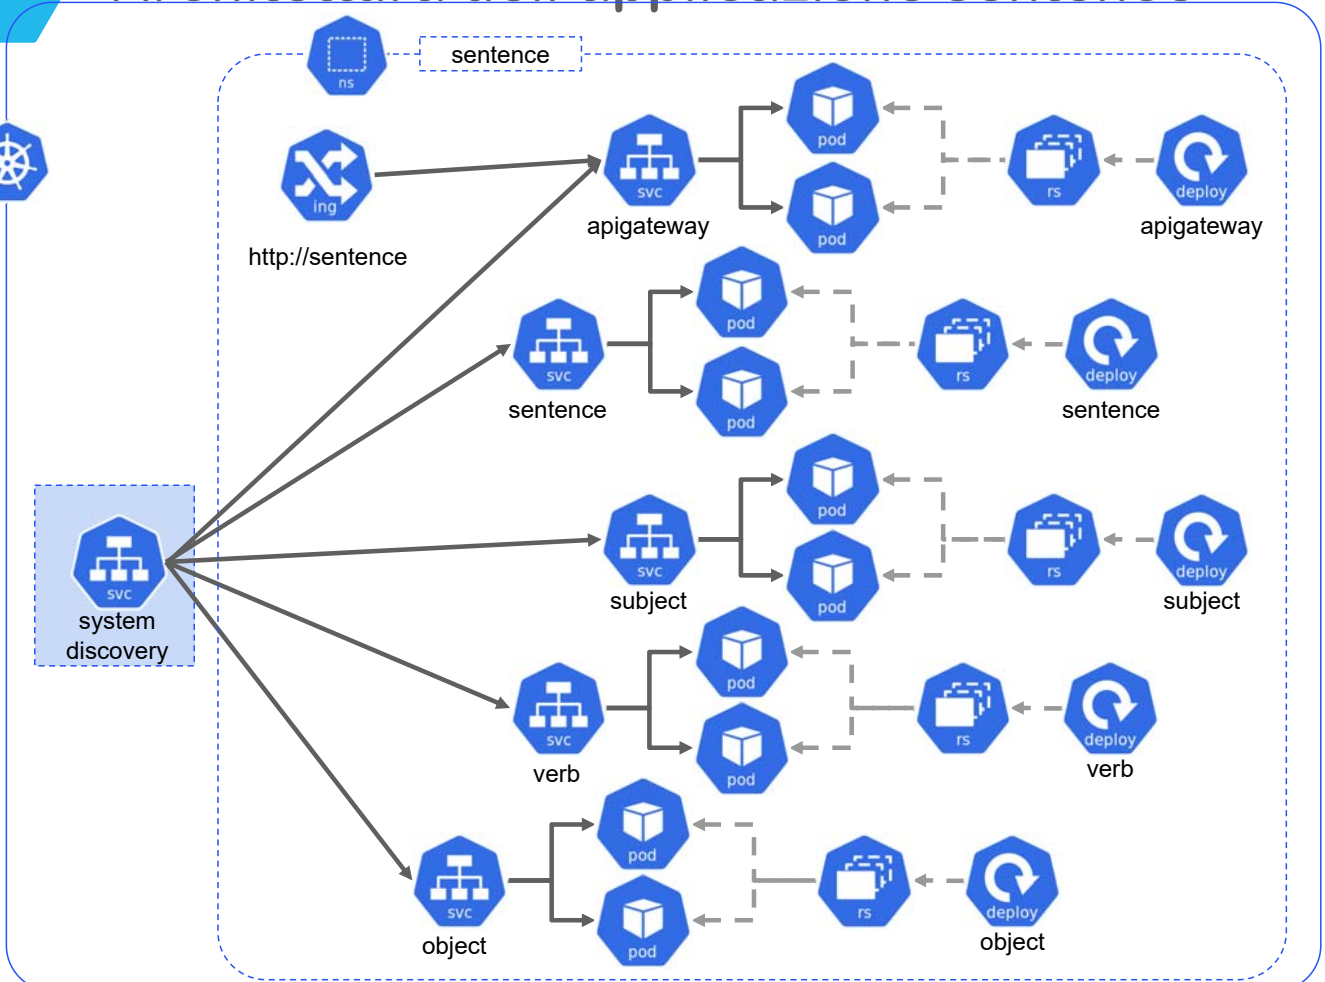 sentence
ns
ing
http://sentence
svc
apigateway
pod
pod
rs
deploy
apigateway
svc
sentence
pod
pod
rs
deploy
sentence
svc
system
discovery
svc
subject
pod
pod
rs
deploy
subject
svc
verb
pod
pod
rs
deploy
verb
svc
object
pod
pod
rs
deploy
object